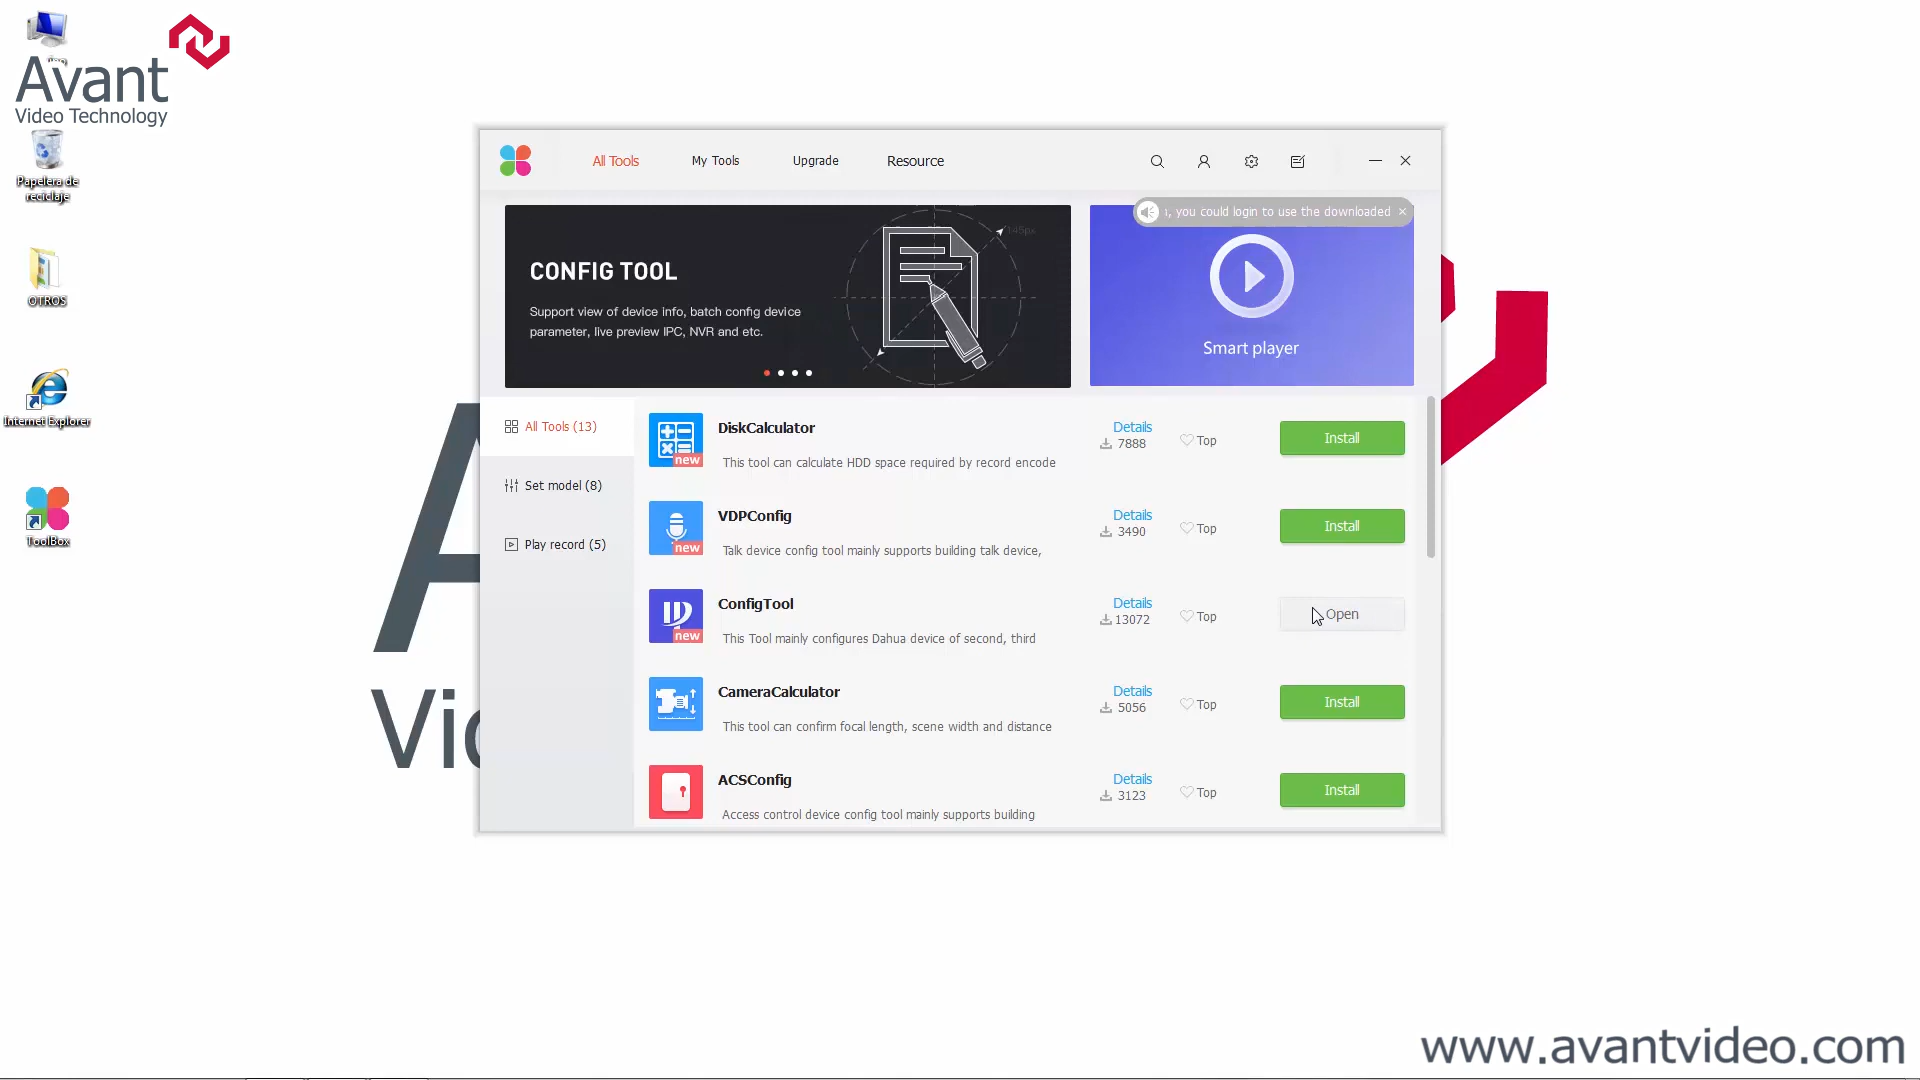 Avant
Video Technology
Papelera de
reciclaje
OTROS
Internet Explorer
ToolBox
All Tools
My Tools
Upgrade
Resource
, you could login to use the downloaded
CONFIG TOOL
Support view of device info, batch config device
parameter, live preview IPC, NVR and etc.
145px
Smart player
All Tools (13)
Set model (8)
Play record (5)
new
DiskCalculator
This tool can calculate HDD space required by record encode
Details
7888
Top
Install
new
VDPConfig
Talk device config tool mainly supports building talk device,
Details
3490
Top
Install
new
ConfigTool
This Tool mainly configures Dahua device of second, third
Details
13072
Top
Open
CameraCalculator
This tool can confirm focal length, scene width and distance
Details
5056
Top
Install
ACSConfig
Access control device config tool mainly supports building
Details
3123
Top
Install
A
Vid
www.avantvideo.com